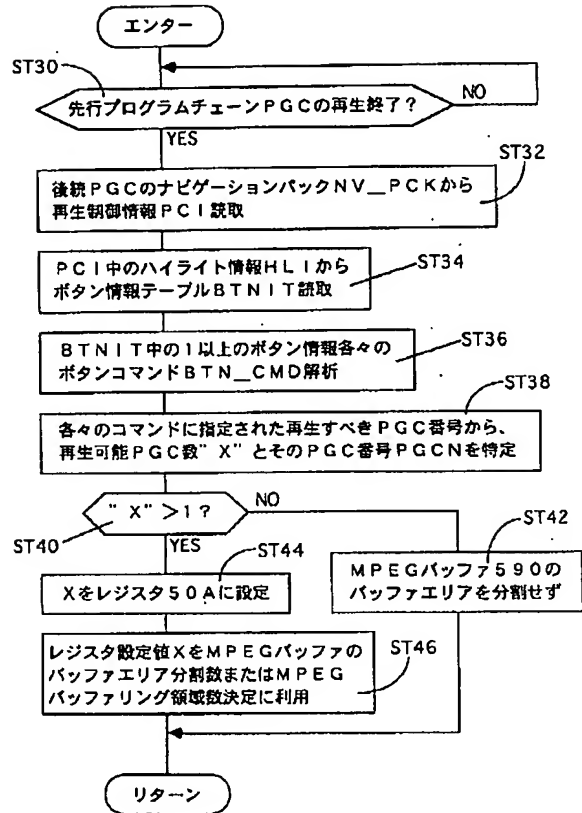 エンター
ST30
先行プログラムチェーンPGCの再生終了?
NO
YES
ST32
後続PGCのナビゲーションパックNV__PCKから
再生制御情報PCI読取
ST34
PCI中のハイライト情報HLIから
ボタン情報テーブルBTNIT読取
ST36
BTNIT中の1以上のボタン情報各々の
ボタンコマンドBTN__CMD解析
ST38
各々のコマンドに指定された再生すべきPGC番号から、
再生可能PGC数"X"とそのPGC番号PGCNを特定
"X">1?
NO
ST40
YES
ST42
ST44
MPEGバッファ590の
バッファエリアを分割せず
Xをレジスタ50Aに設定
レジスタ設定値XをMPEGバッファの
バッファエリア分割数またはMPEG
バッファリング領域数決定に利用
ST46
リターン